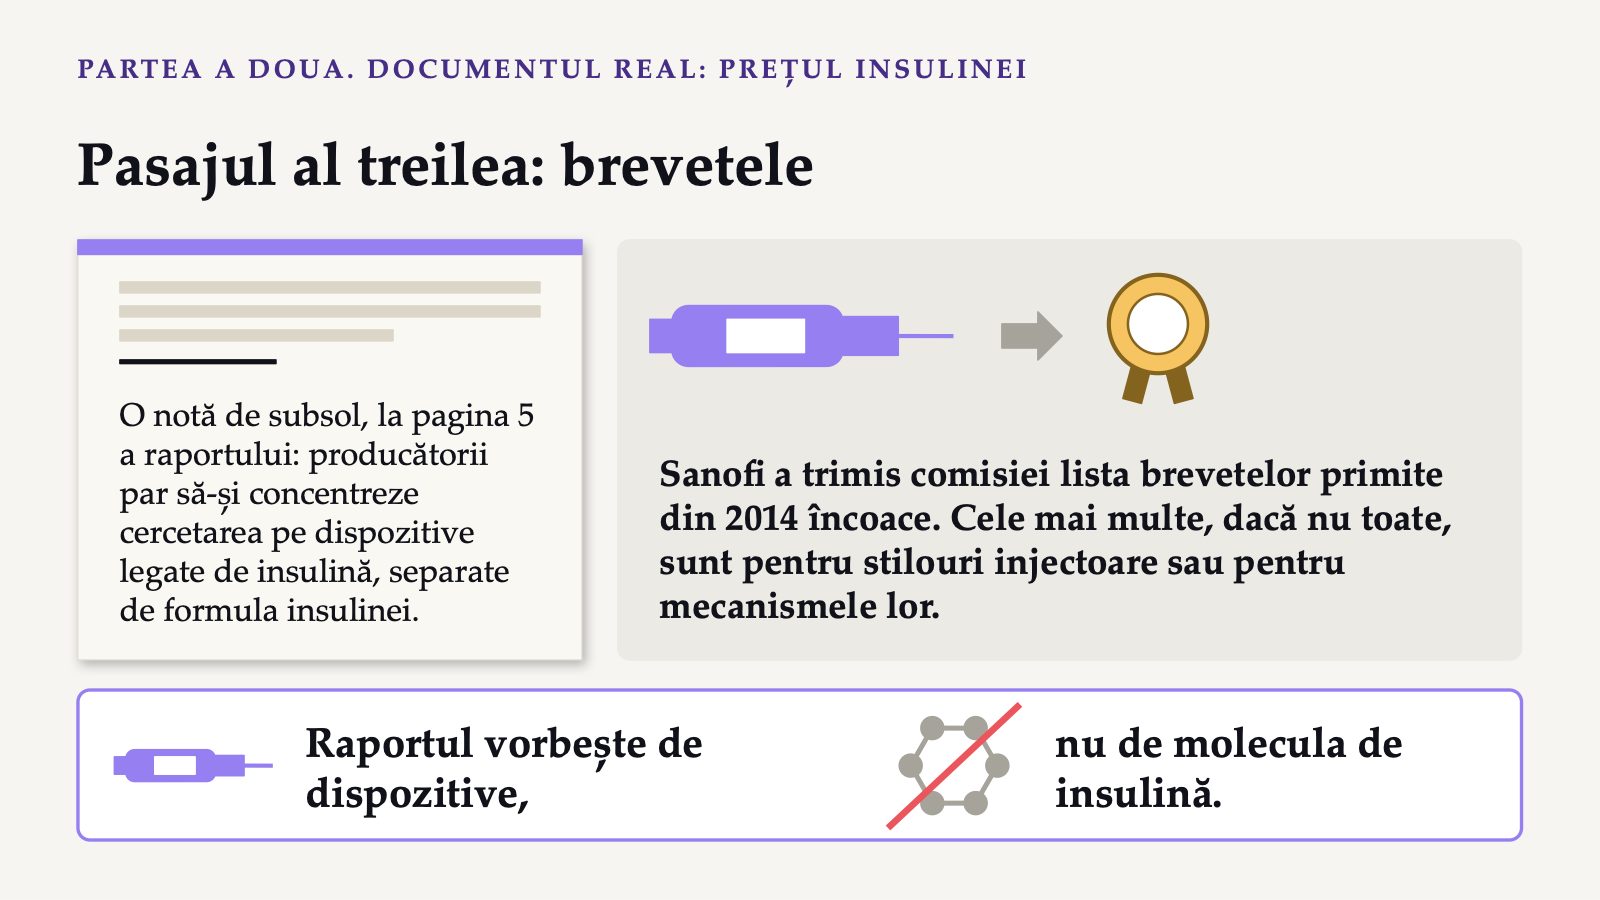 PARTEA A DOUA. DOCUMENTUL REAL: PREȚUL INSULINEI
Pasajul al treilea: brevetele
O notă de subsol, la pagina 5
a raportului: producătorii
par să-și concentreze
cercetarea pe dispozitive
legate de insulină, separate
de formula insulinei.
Sanofi a trimis comisiei lista brevetelor primite
din 2014 încoace. Cele mai multe, dacă nu toate,
sunt pentru stilouri injectoare sau pentru
mecanismele lor.
Raportul vorbește de
dispozitive,
nu de molecula de
insulină.